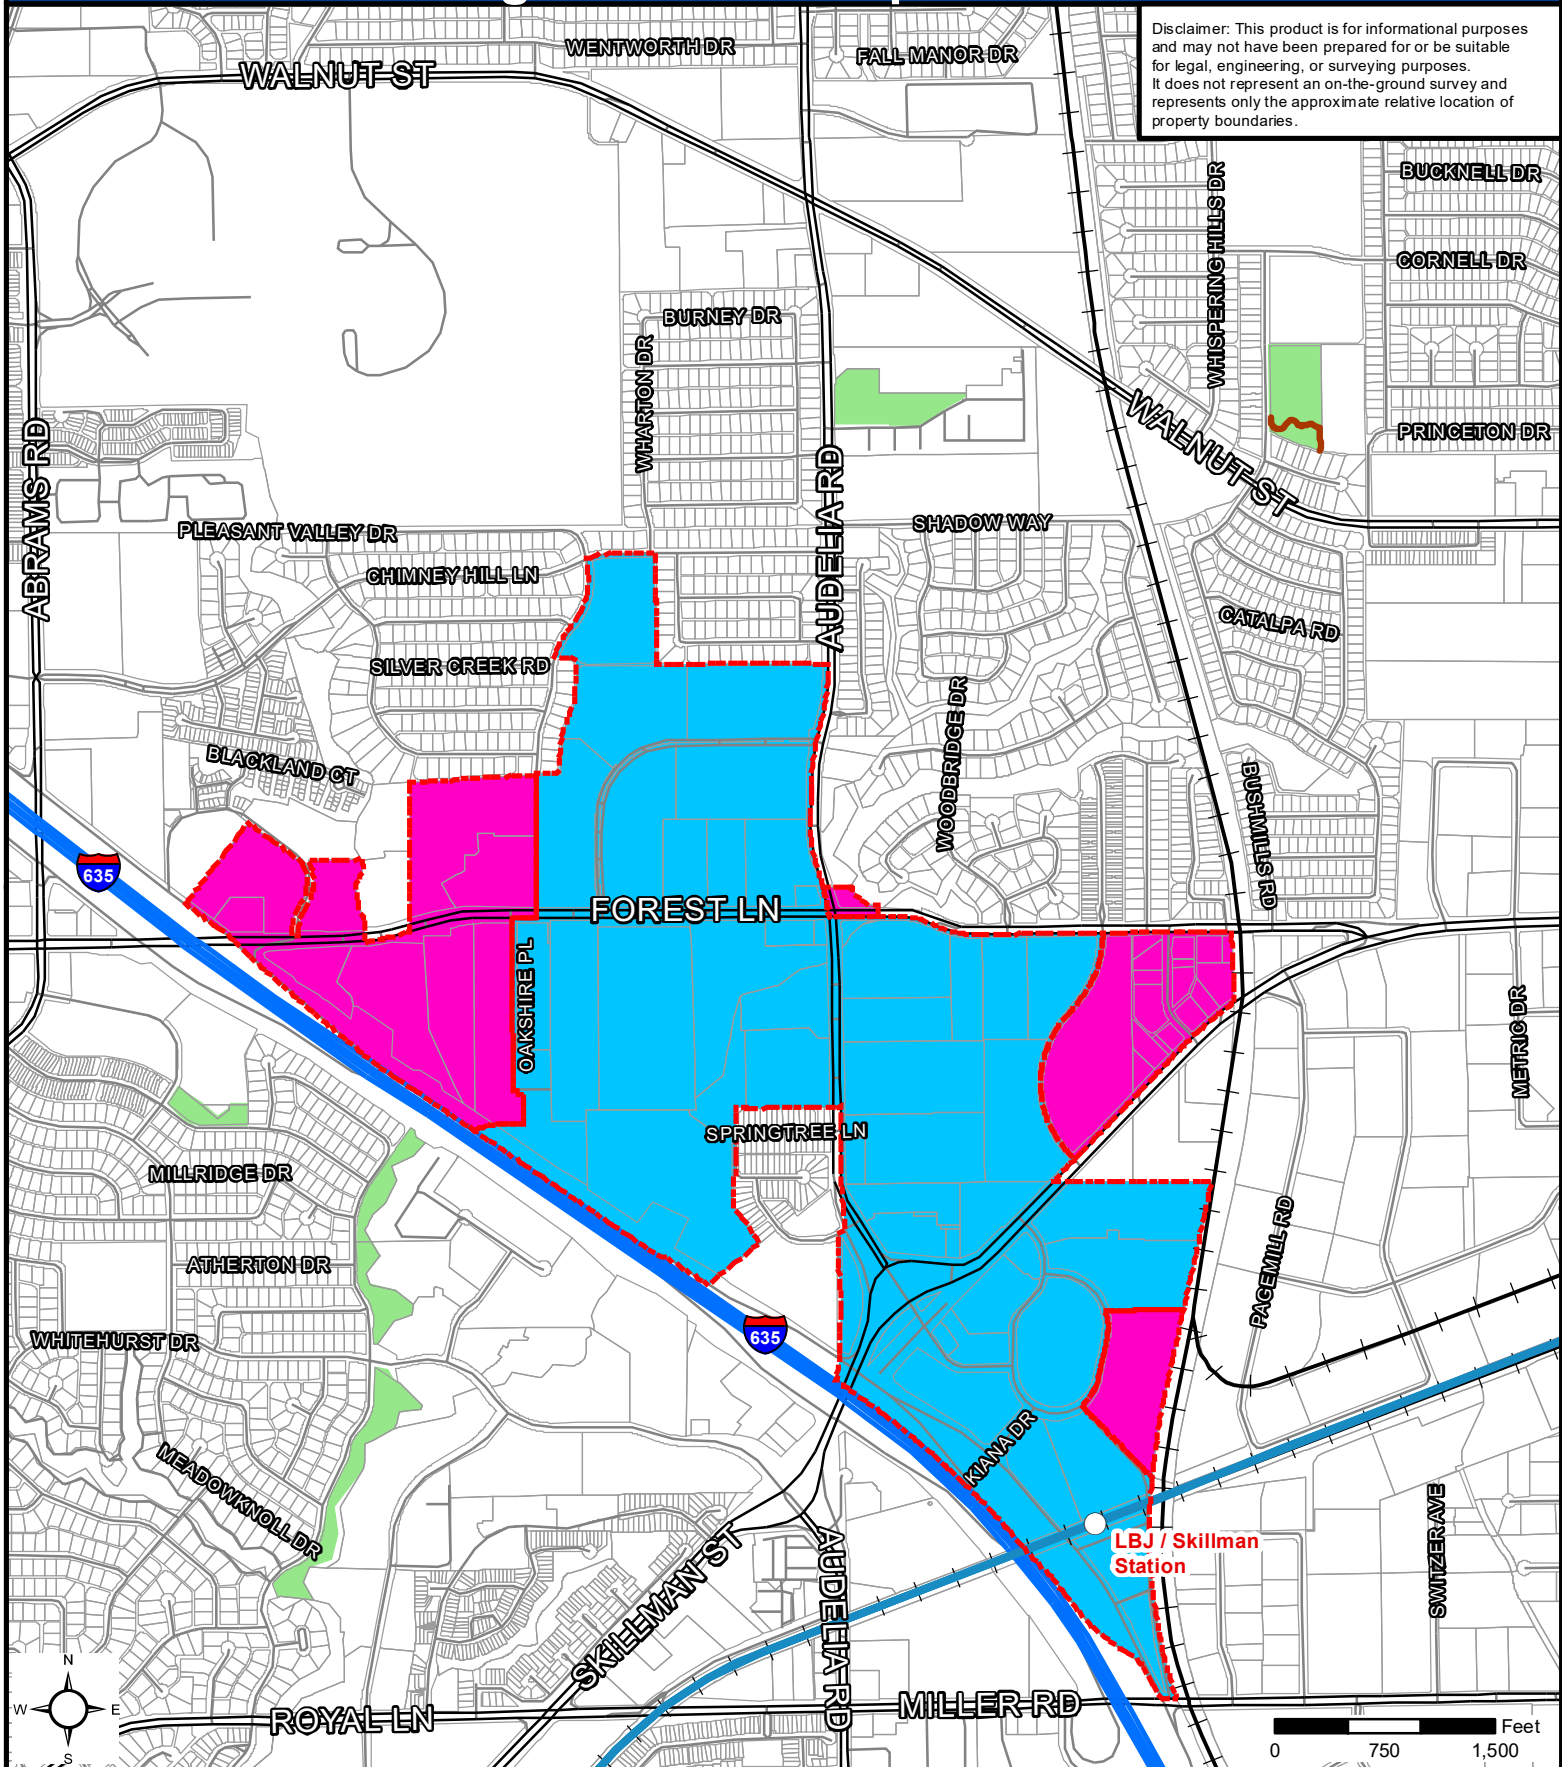 Disclaimer: This product is for informational purposes
and may not have been prepared for or be suitable
for legal, engineering, or surveying purposes.
It does not represent an on-the-ground survey and
represents only the approximate relative location of
property boundaries.
WENTWORTH DR
FALL MANOR DR
WALNUT ST
BUCKNELL DR
WHISPERING HILLS DR
CORNELL DR
BURNEY DR
WHARTON DR
WALNUT ST
PRINCETON DR
ABRAMS RD
AUDELIA RD
PLEASANT VALLEY DR
SHADOW WAY
CHIMNEY HILL LN
CATALPA RD
SILVER CREEK RD
WOODBRIDGE DR
BLACKLAND CT
BUSHMILLS RD
635
FOREST LN
OAKSHIRE PL
METRIC DR
SPRINGTREE LN
MILLRIDGE DR
PAGEMILL RD
ATHERTON DR
WHITEHURST DR
635
KIANA DR
MEADOWKNOLL DR
LBJ / Skillman
Station
SWITZER AVE
SKILLMAN ST
AUDELIA RD
N
W
E
S
ROYAL LN
MILLER RD
Feet
0
750
1,500